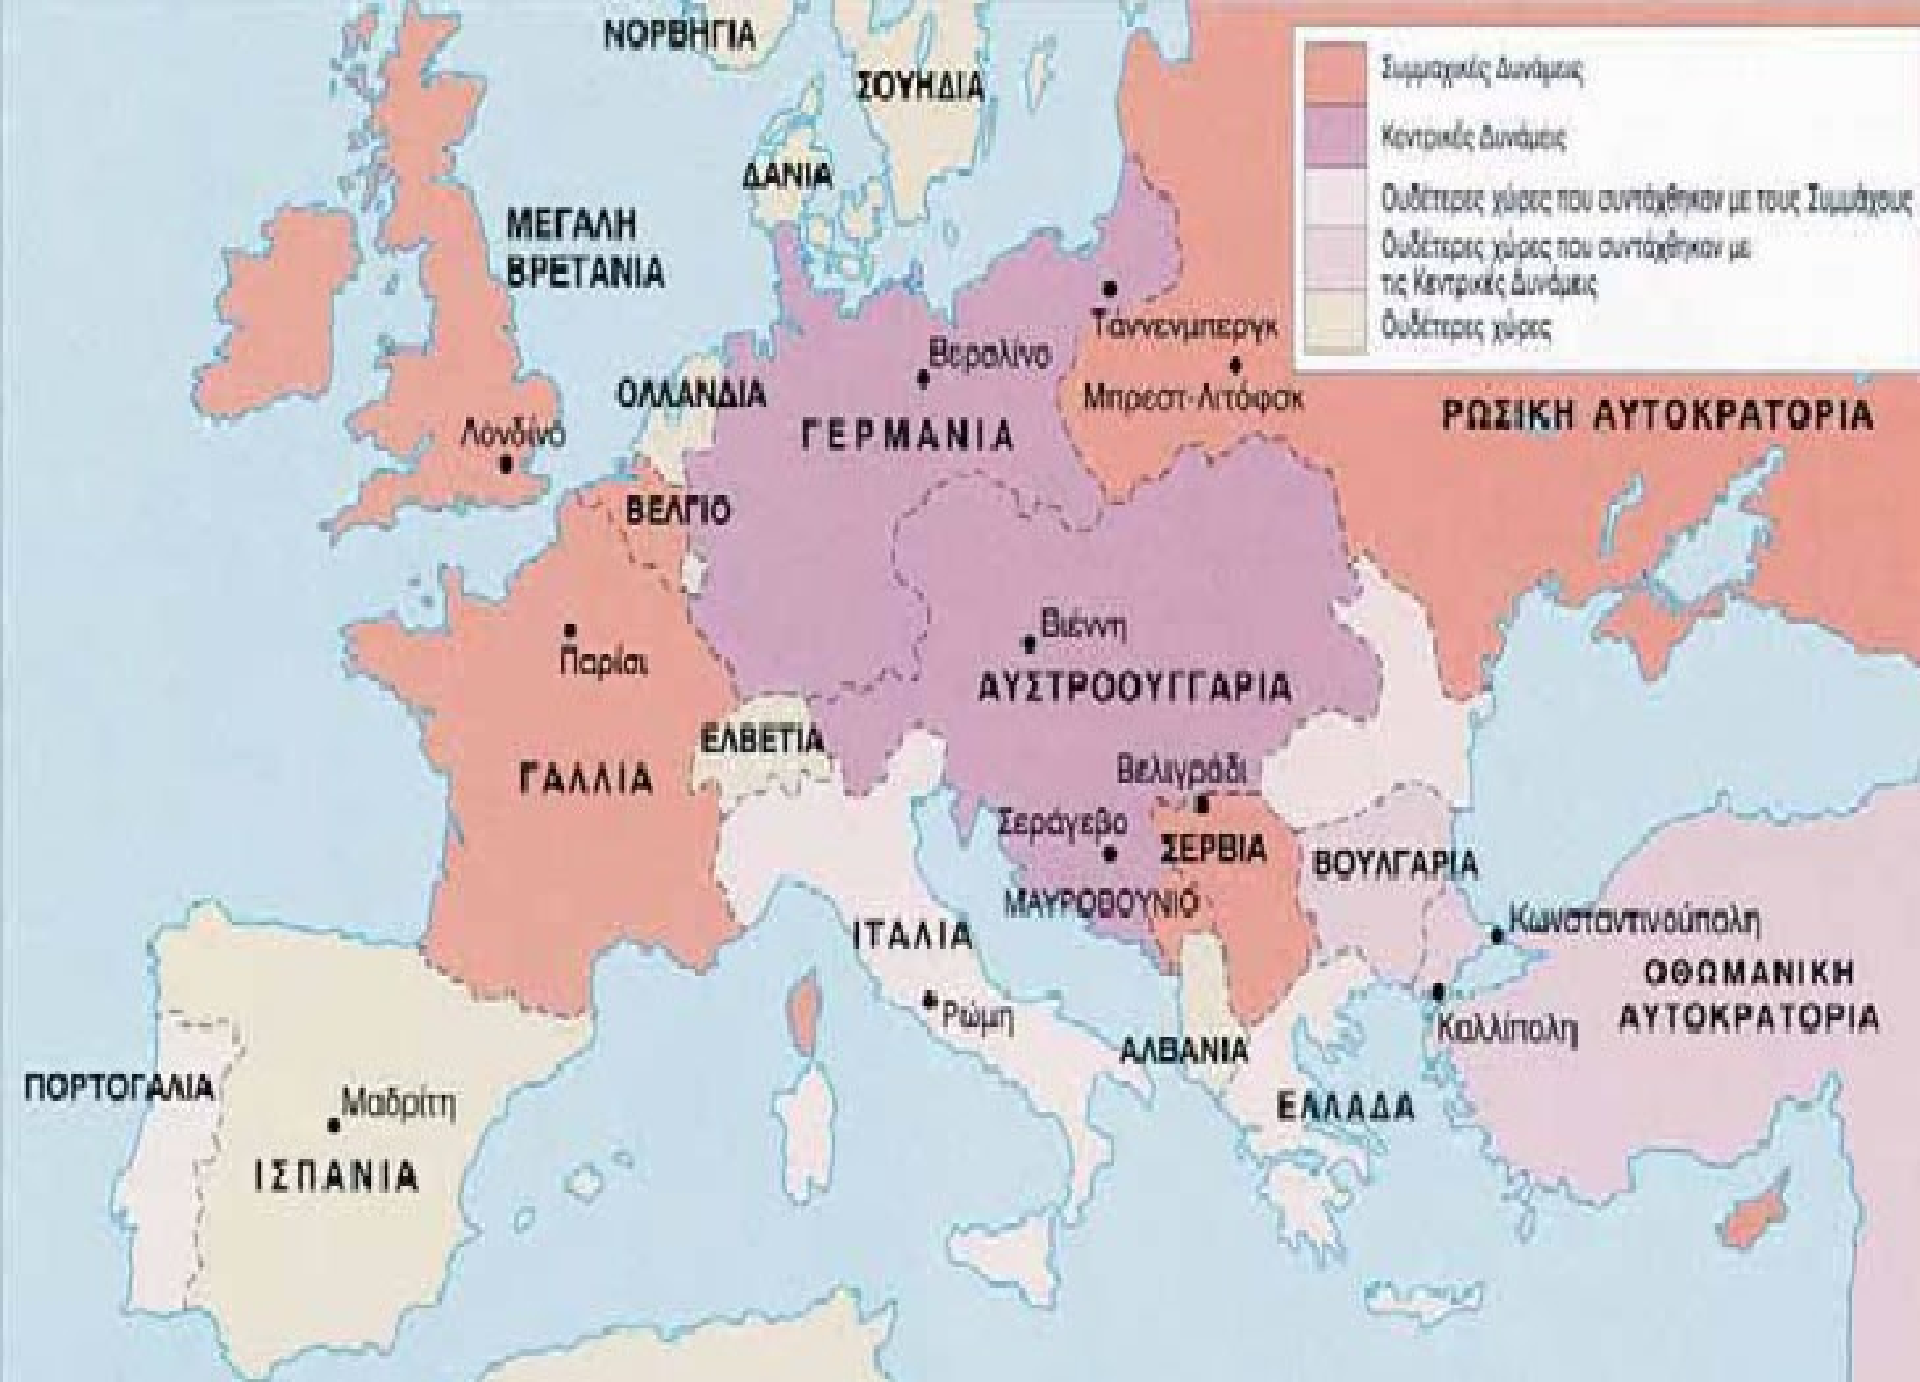 ΝΟΡΒΗΓΙΑ
ΣΟΥΗΔΙΑ
ΔΑΝΙΑ
Συμμαχικές Δυνάμεις
Κεντρικές Δυνάμεις
Ουδέτερες χώρες που συντάχθηκαν με τους Συμμάχους
Ουδέτερες χώρες που συντάχθηκαν με
τις Κεντρικές Δυνάμεις
Ουδέτερες χώρες
ΜΕΓΑΛΗ
ΒΡΕΤΑΝΙΑ
Τάννενμπεργκ
Βερολίνο
ΟΛΛΑΝΔΙΑ
Μπρεστ-Λιτόφσκ
ΡΩΣΙΚΗ ΑΥΤΟΚΡΑΤΟΡΙΑ
Λονδίνο
ΓΕΡΜΑΝΙΑ
ΒΕΛΓΙΟ
Βιέννη
Παρίσι
ΑΥΣΤΡΟΟΥΓΓΑΡΙΑ
ΕΛΒΕΤΙΑ
ΓΑΛΛΙΑ
Βελιγράδι
Σεράγεβο
ΣΕΡΒΙΑ
ΒΟΥΛΓΑΡΙΑ
ΜΑΥΡΟΒΟΥΝΙΟ
ΙΤΑΛΙΑ
Κωνσταντινούπολη
ΟΘΩΜΑΝΙΚΗ
ΑΥΤΟΚΡΑΤΟΡΙΑ
Ρώμη
Καλλίπολη
ΑΛΒΑΝΙΑ
ΠΟΡΤΟΓΑΛΙΑ
Μαδρίτη
ΕΛΛΑΔΑ
ΙΣΠΑΝΙΑ